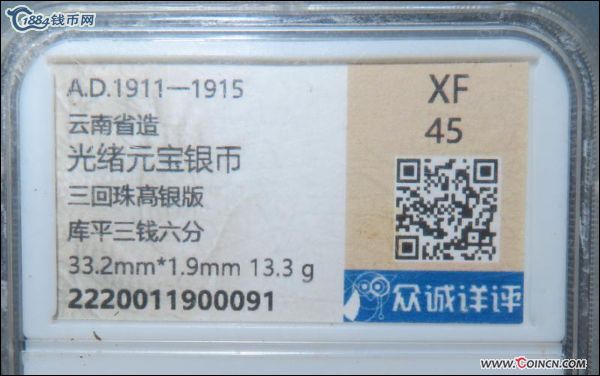 1884钱币网
A.D.1911—1915
云南省造
光绪元宝银币
三回珠高银版
库平三钱六分
33.2mm*1.9mm 13.3 g
2220011900091
XF
45
众诚详评
www.COINCN.com